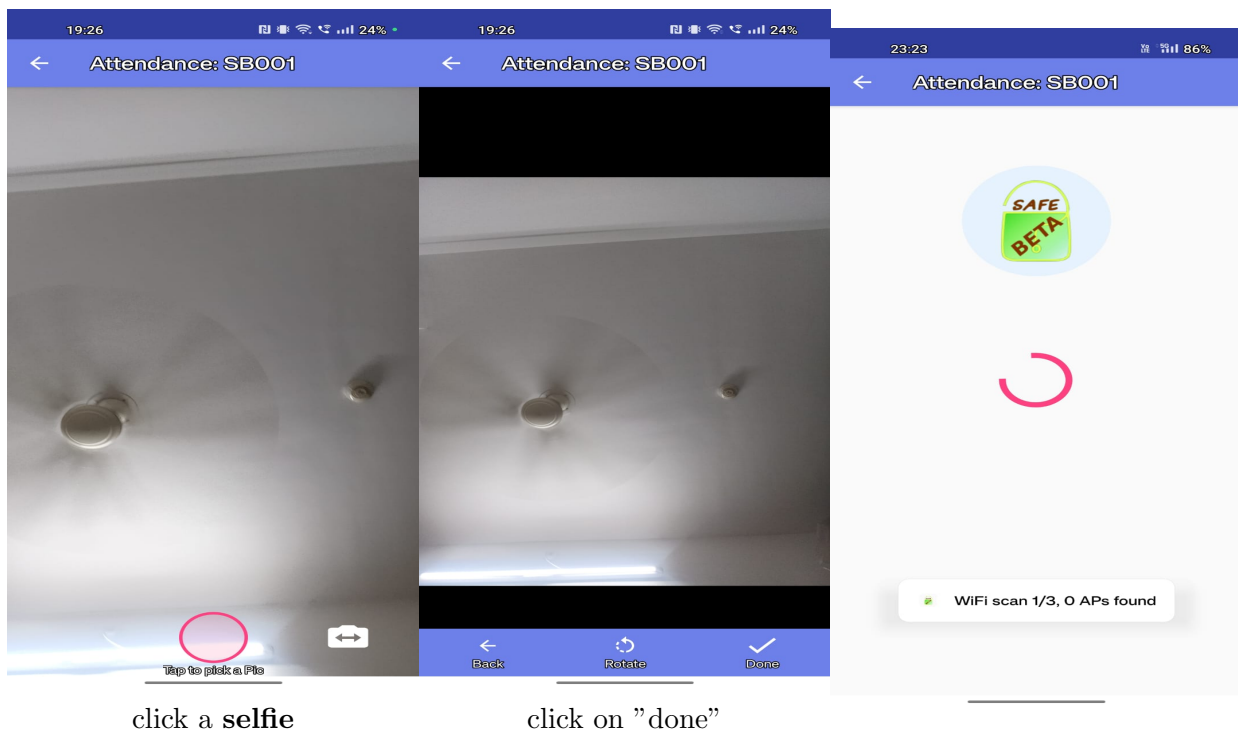 19:26
24%
Attendance: SB001
Tap to pick a Pic
click a selfie
19:26
24%
Attendance: SB001
Back
Rotate
Done
click on ”done”
23:23
86%
Attendance: SB001
SAFE
BETA
WiFi scan 1/3, 0 APs found